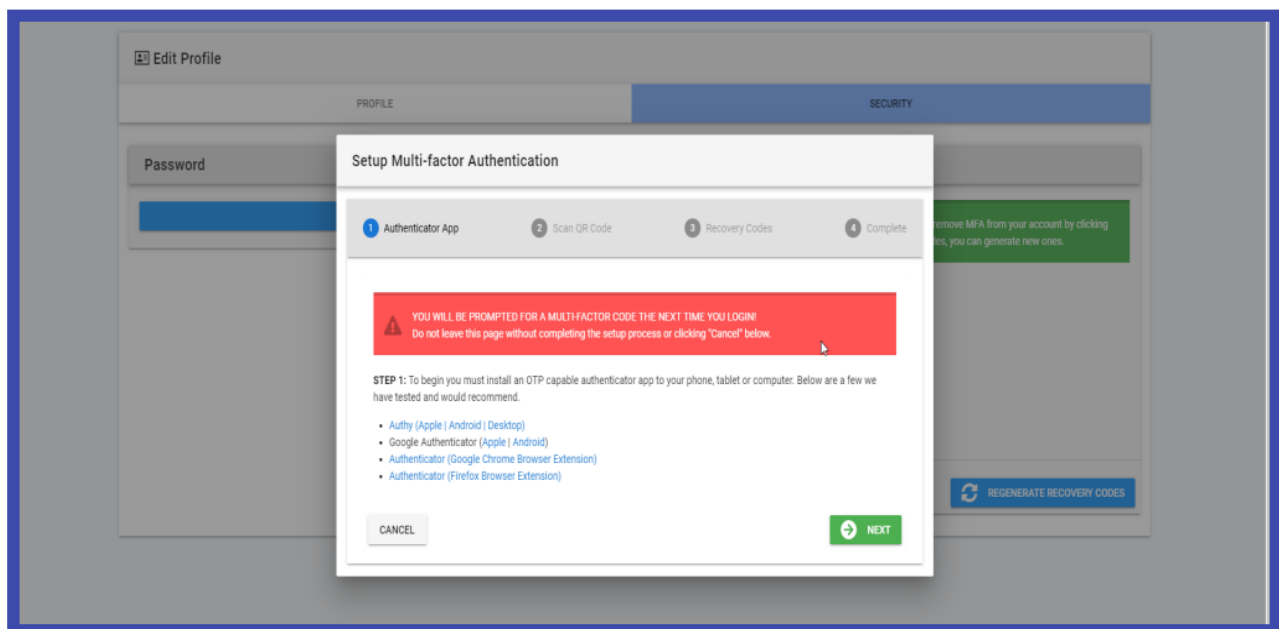 Edit Profile
PROFILE
SECURITY
Password
Setup Multi-factor Authentication
1 Authenticator App
2 Scan QR Code
3 Recovery Codes
4 Complete
remove MFA from your account by clicking
you can generate new ones.
YOU WILL BE PROMPTED FOR A MULTI-FACTOR CODE THE NEXT TIME YOU LOGIN!
Do not leave this page without completing the setup process or clicking "Cancel" below.
STEP 1: To begin you must install an OTP capable authenticator app to your phone, tablet or computer. Below are a few we
have tested and would recommend.
• Authy (Apple | Android | Desktop)
• Google Authenticator (Apple | Android)
• Authenticator (Google Chrome Browser Extension)
• Authenticator (Firefox Browser Extension)
REGENERATE RECOVERY CODES
CANCEL
NEXT